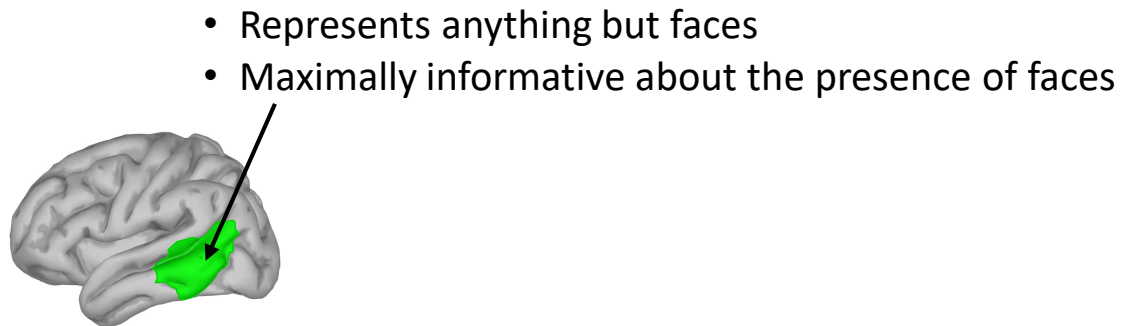 • Represents anything but faces
• Maximally informative about the presence of faces